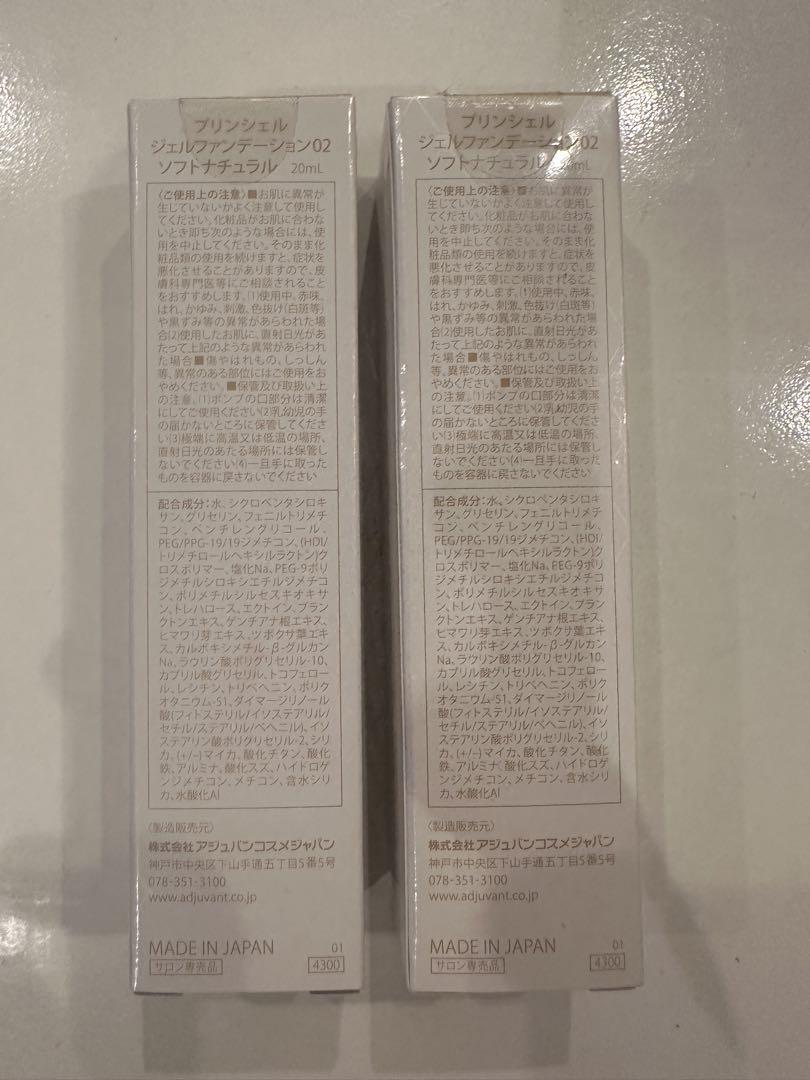 プリンシェル
ジェルファンデーション02
ソフトナチュラル 20mL
〈ご使用上の注意〉■お肌に異常が
生じていないかよく注意して使用し
てください。化粧品がお肌に合わな
いとき即ち次のような場合には、使
用を中止してください。そのまま化
粧品類の使用を続けますと、症状を
悪化させることがありますので、皮
膚科専門医等にご相談されること
をおすすめします。(1)使用中、赤味、
はれ、かゆみ、刺激、色抜け(白斑等)
や黒ずみ等の異常があらわれた場
合(2)使用したお肌に、直射日光があ
たって上記のような異常があらわれ
た場合■傷やはれもの、しっしん
等、異常のある部位にはご使用をお
やめください。■保管及び取扱い上
の注意。(1)ポンプの口部分は清潔
にしてご使用ください(2)乳幼児の手
の届かないところに保管してくださ
い(3)極端に高温又は低温の場所、
直射日光のあたる場所には保管し
ないでください(4)一旦手に取った
ものを容器に戻さないでください
配合成分:水、シクロペンタシロキ
サン、グリセリン、フェニルトリメチ
コン、ペンチレングリコール、
PEG/PPG-19/19ジメチコン、(HDI/
トリメチロールヘキシルラクトン)ク
ロスポリマー、塩化Na、PEG-9ポリ
ジメチルシロキシエチルジメチコ
ン、ポリメチルシルセスキオキサ
ン、トレハロース、エクトイン、プラン
クトンエキス、ゲンチアナ根エキス、
ヒマワリ芽エキス、ツボクサ葉エキ
ス、カルボキシメチル-β-グルカン
Na、ラウリン酸ポリグリセリル-10、
カプリル酸グリセリル、トコフェロー
ル、レシチン、トリベヘニン、ポリク
オタニウム-51、ダイマージリノール
酸(フィトステリル/イソステアリル/
セチル/ステアリル/ベヘニル)、イソ
ステアリン酸ポリグリセリル-2、シリ
カ、(+/-)マイカ、酸化チタン、酸化
鉄、アルミナ、酸化スズ、ハイドロゲ
ンジメチコン、メチコン、含水シリ
カ、水酸化Al
〈製造販売元〉
株式会社アジュバンコスメジャパン
神戸市中央区下山手通五丁目5番5号
078-351-3100
www.adjuvant.co.jp
MADE IN JAPAN 01
サロン専売品 4300
プリンシェル
ジェルファンデーション02
ソフトナチュラル 20mL
〈ご使用上の注意〉■お肌に異常が
生じていないかよく注意して使用し
てください。化粧品がお肌に合わな
いとき即ち次のような場合には、使
用を中止してください。そのまま化
粧品類の使用を続けますと、症状を
悪化させることがありますので、皮
膚科専門医等にご相談されること
をおすすめします。(1)使用中、赤味、
はれ、かゆみ、刺激、色抜け(白斑等)
や黒ずみ等の異常があらわれた場
合(2)使用したお肌に、直射日光があ
たって上記のような異常があらわれ
た場合■傷やはれもの、しっしん
等、異常のある部位にはご使用をお
やめください。■保管及び取扱い上
の注意。(1)ポンプの口部分は清潔
にしてご使用ください(2)乳幼児の手
の届かないところに保管してくださ
い(3)極端に高温又は低温の場所、
直射日光のあたる場所には保管し
ないでください(4)一旦手に取った
ものを容器に戻さないでください
配合成分:水、シクロペンタシロキ
サン、グリセリン、フェニルトリメチ
コン、ペンチレングリコール、
PEG/PPG-19/19ジメチコン、(HDI/
トリメチロールヘキシルラクトン)ク
ロスポリマー、塩化Na、PEG-9ポリ
ジメチルシロキシエチルジメチコ
ン、ポリメチルシルセスキオキサ
ン、トレハロース、エクトイン、プラン
クトンエキス、ゲンチアナ根エキス、
ヒマワリ芽エキス、ツボクサ葉エキ
ス、カルボキシメチル-β-グルカン
Na、ラウリン酸ポリグリセリル-10、
カプリル酸グリセリル、トコフェロー
ル、レシチン、トリベヘニン、ポリク
オタニウム-51、ダイマージリノール
酸(フィトステリル/イソステアリル/
セチル/ステアリル/ベヘニル)、イソ
ステアリン酸ポリグリセリル-2、シリ
カ、(+/-)マイカ、酸化チタン、酸化
鉄、アルミナ、酸化スズ、ハイドロ
ゲンジメチコン、メチコン、含水シリ
カ、水酸化Al
〈製造販売元〉
株式会社アジュバンコスメジャパン
神戸市中央区下山手通五丁目5番5号
078-351-3100
www.adjuvant.co.jp
MADE IN JAPAN 01
サロン専売品 4300